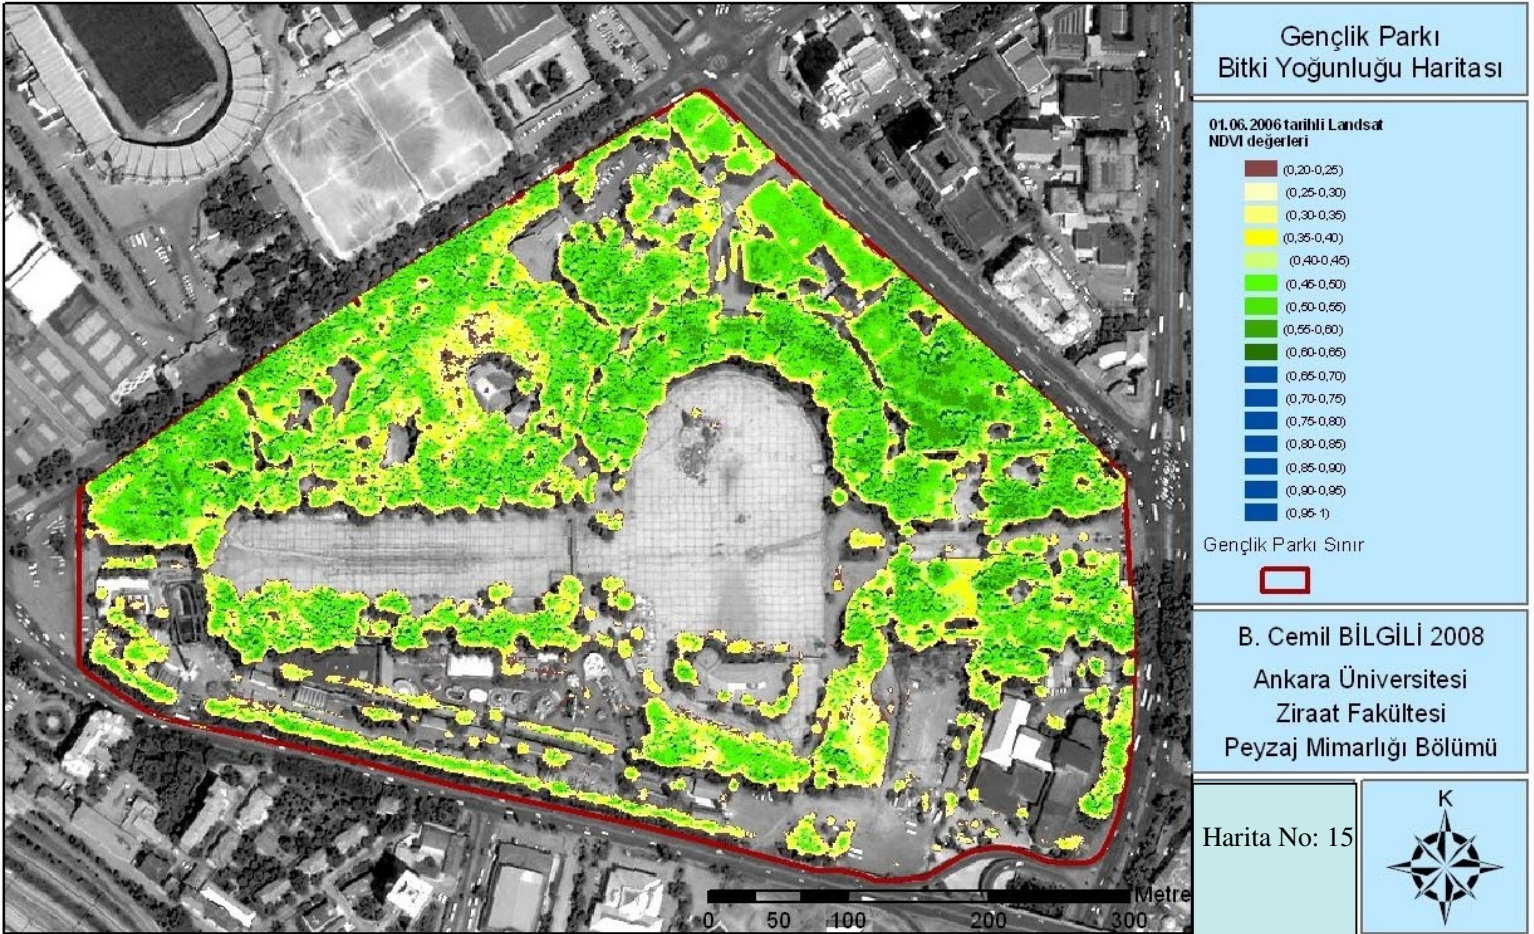 Gençlik Parkı
Bitki Yoğunluğu Haritası
01.06.2006 tarihli Landsat
NDVI değerleri
(0,20-0,25)
(0,25-0,30)
(0,30-0,35)
(0,35-0,40)
(0,40-0,45)
(0,45-0,50)
(0,50-0,55)
(0,55-0,60)
(0,60-0,65)
(0,65-0,70)
(0,70-0,75)
(0,75-0,80)
(0,80-0,85)
(0,85-0,90)
(0,90-0,95)
(0,95-1)
Gençlik Parkı Sınır
B. Cemil BİLGİLİ 2008
Ankara Üniversitesi
Ziraat Fakültesi
Peyzaj Mimarlığı Bölümü
Harita No: 15
K
Metre
0 50 100 200 300